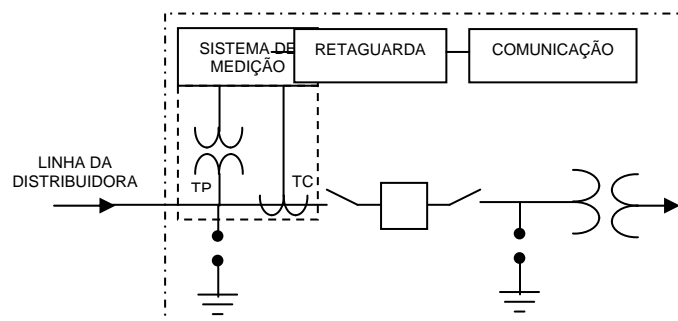 SISTEMA DE
MEDIÇÃO
RETAGUARDA
COMUNICAÇÃO
LINHA DA
DISTRIBUIDORA
TP
TC